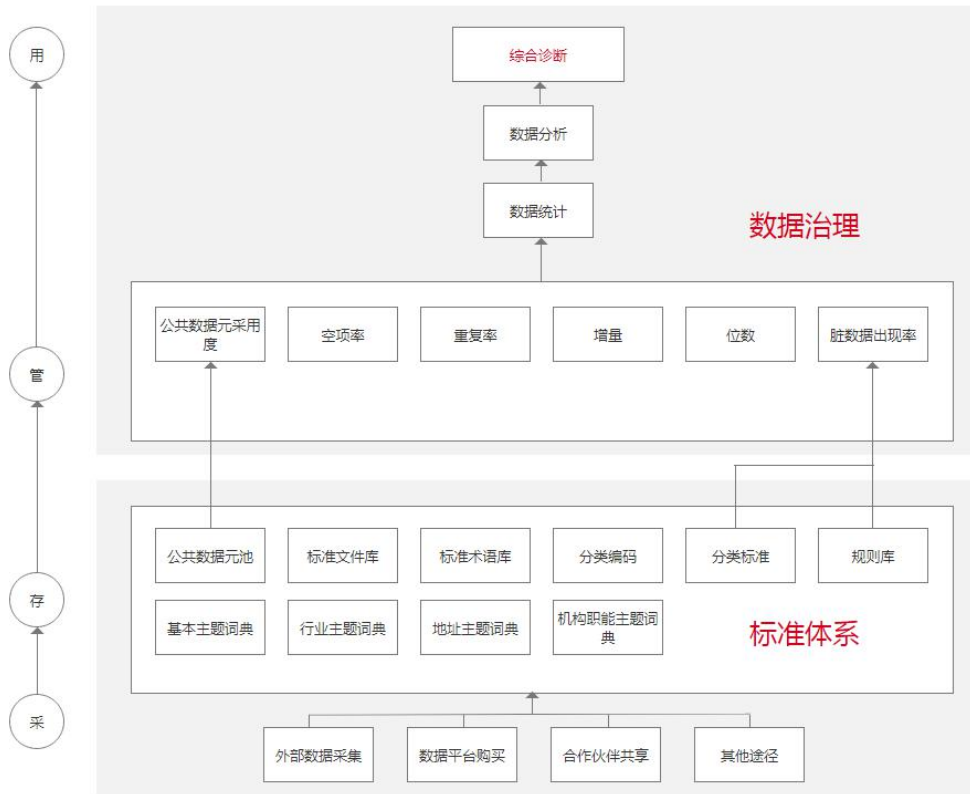 用
综合诊断
数据分析
数据统计
数据治理
公共数据元采用
度
空项率
重复率
增量
位数
脏数据出现率
管
公共数据元池
标准文件库
标准术语库
分类编码
分类标准
规则库
存
基本主题词典
行业主题词典
地址主题词典
机构职能主题词
典
标准体系
采
外部数据采集
数据平台购买
合作伙伴共享
其他途径